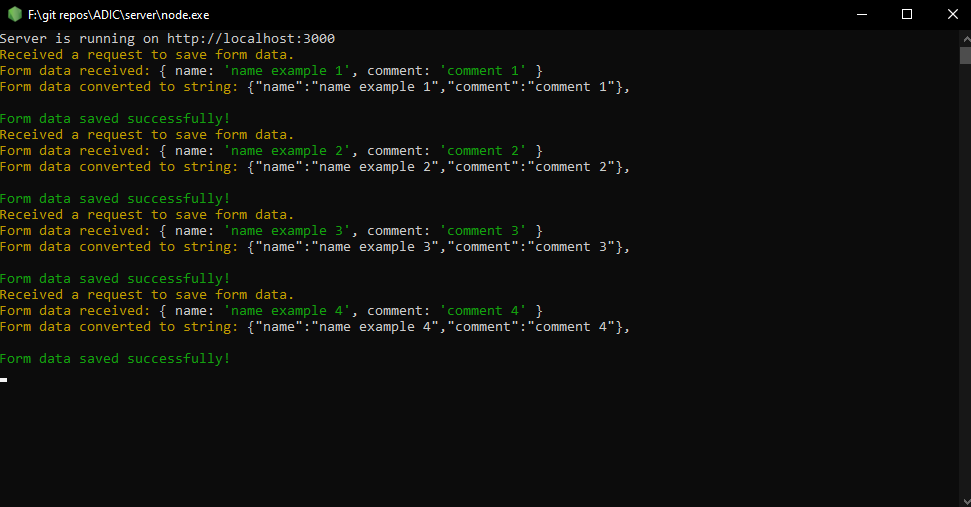 F:\git repos\ADIC\server\node.exe
Server is running on http://localhost:3000
Received a request to save form data.
Form data received: { name: 'name example 1', comment: 'comment 1' }
Form data converted to string: {"name":"name example 1","comment":"comment 1"},
Form data saved successfully!
Received a request to save form data.
Form data received: { name: 'name example 2', comment: 'comment 2' }
Form data converted to string: {"name":"name example 2","comment":"comment 2"},
Form data saved successfully!
Received a request to save form data.
Form data received: { name: 'name example 3', comment: 'comment 3' }
Form data converted to string: {"name":"name example 3","comment":"comment 3"},
Form data saved successfully!
Received a request to save form data.
Form data received: { name: 'name example 4', comment: 'comment 4' }
Form data converted to string: {"name":"name example 4","comment":"comment 4"},
Form data saved successfully!